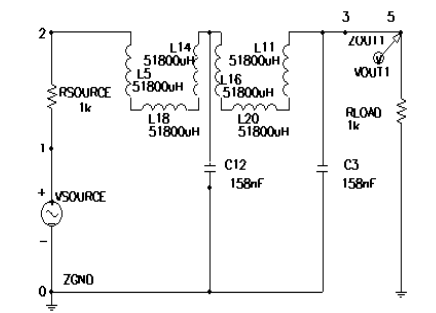 2
3
5
L14
51800uH
L11
51800uH
ZOUT1
V
VOUT1
L5
51800uH
L16
51800uH
RSOURCE
1k
L18
51800uH
L20
51800uH
RLOAD
1k
1
C12
158nF
C3
158nF
+
VSOURCE
-
ZGND
0